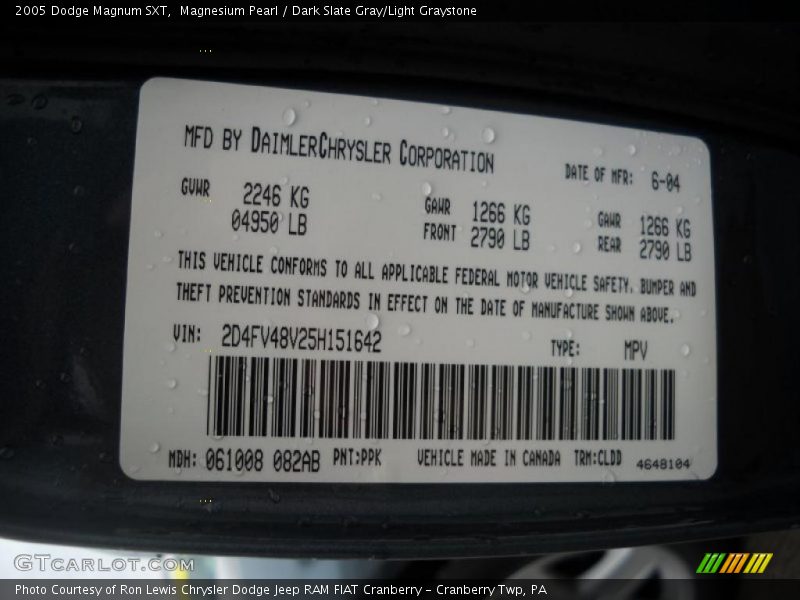 2005 Dodge Magnum SXT,  Magnesium Pearl / Dark Slate Gray/Light Graystone
MFD BY DAIMLERCHRYSLER CORPORATION
DATE OF MFR: 6-04
GVWR 2246 KG
04950 LB
GAWR 1266 KG
FRONT 2790 LB
GAWR 1266 KG
REAR 2790 LB
THIS VEHICLE CONFORMS TO ALL APPLICABLE FEDERAL MOTOR VEHICLE SAFETY, BUMPER AND
THEFT PREVENTION STANDARDS IN EFFECT ON THE DATE OF MANUFACTURE SHOWN ABOVE.
VIN: 2D4FV48V25H151642
TYPE: MPV
MDH: 061008 082AB PNT:PPK VEHICLE MADE IN CANADA TRM:CLDD 4648104
GTCARLOT.COM
Photo Courtesy of Ron Lewis Chrysler Dodge Jeep RAM FIAT Cranberry – Cranberry Twp, PA